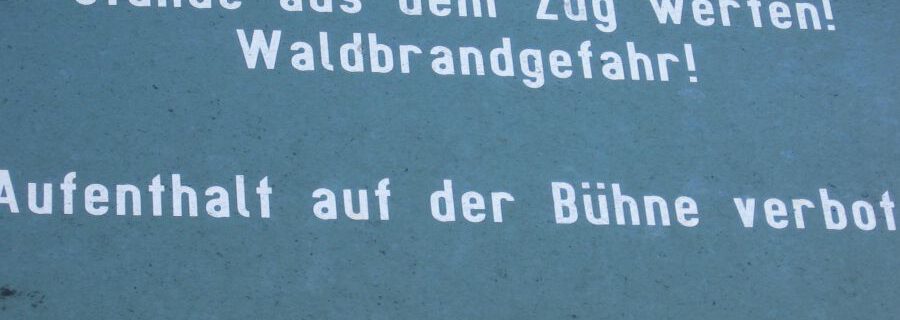 aus dem Zug werfen!
Waldbrandgefahr!
Aufenthalt auf der Bühne verbot